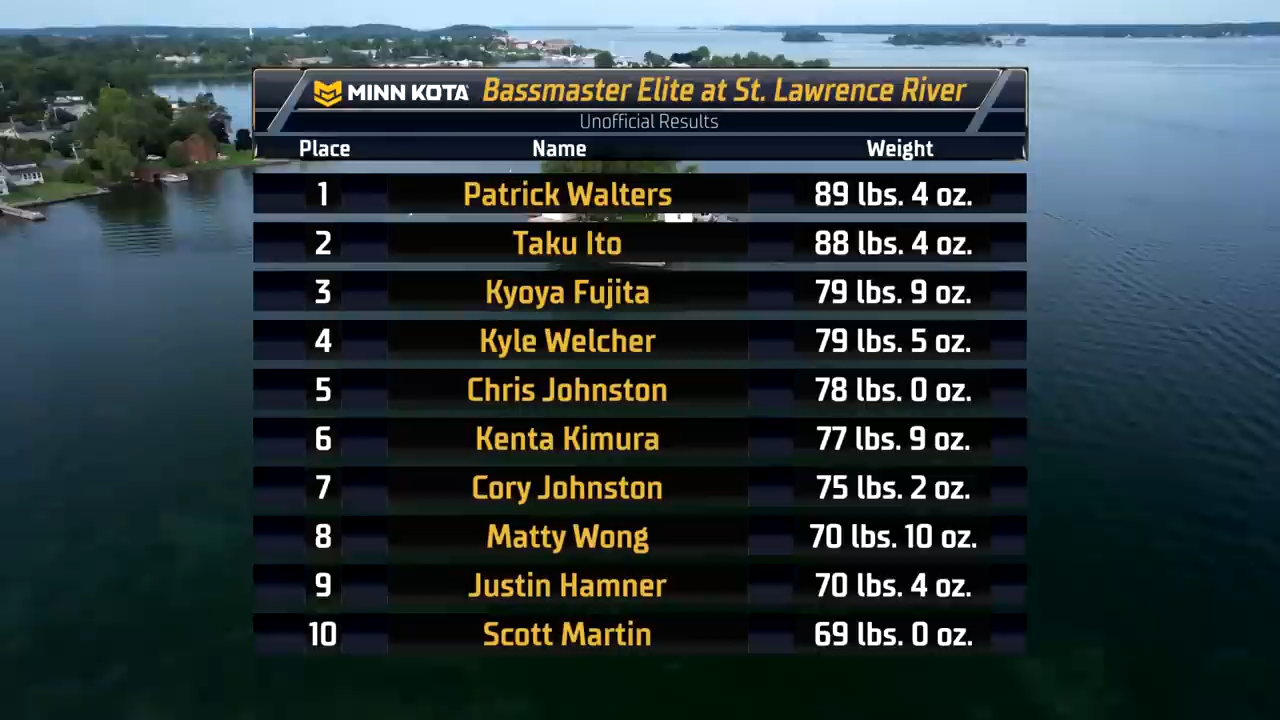 MINN KOTA Bassmaster Elite at St. Lawrence River
Unofficial Results
Place Name Weight
1 Patrick Walters 89 lbs. 4 oz.
2 Taku Ito 88 lbs. 4 oz.
3 Kyoya Fujita 79 lbs. 9 oz.
4 Kyle Welcher 79 lbs. 5 oz.
5 Chris Johnston 78 lbs. 0 oz.
6 Kenta Kimura 77 lbs. 9 oz.
7 Cory Johnston 75 lbs. 2 oz.
8 Matty Wong 70 lbs. 10 oz.
9 Justin Hamner 70 lbs. 4 oz.
10 Scott Martin 69 lbs. 0 oz.